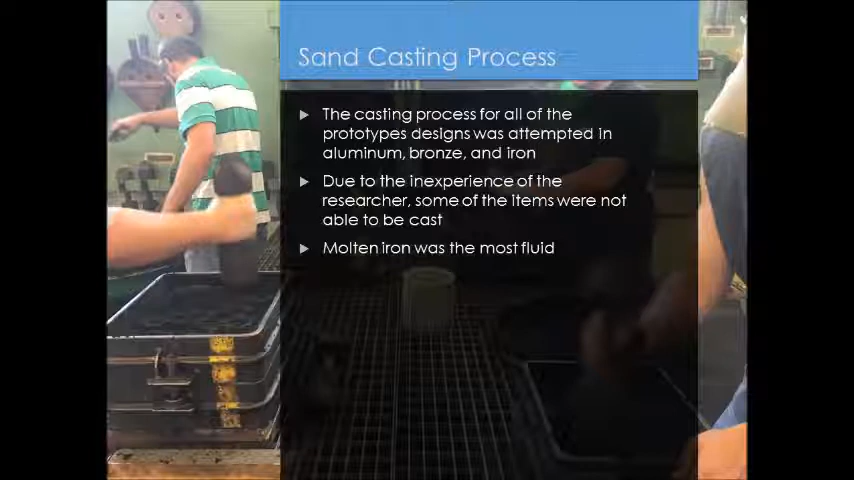 Sand Casting Process
The casting process for all of the
prototypes designs was attempted in
aluminum, bronze, and iron
Due to the inexperience of the
researcher, some of the items were not
able to be cast
Molten iron was the most fluid